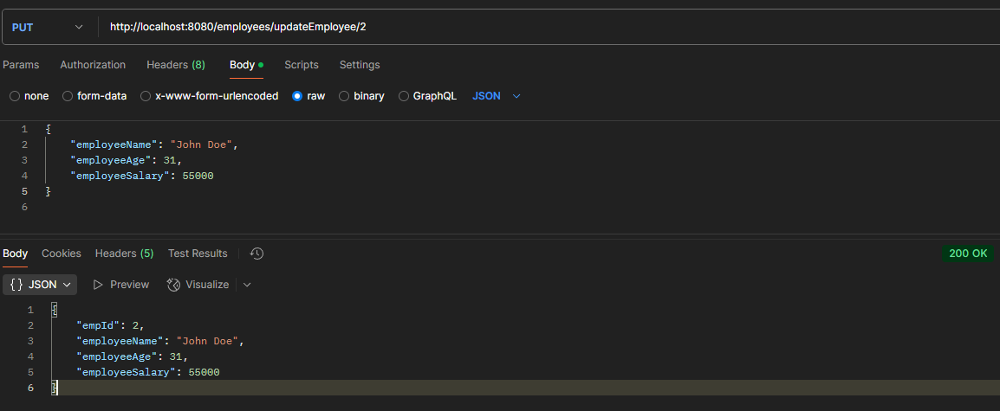 PUT http://localhost:8080/employees/updateEmployee/2
Params Authorization Headers (8) Body Scripts Settings
none form-data x-www-form-urlencoded raw binary GraphQL JSON
1 {
2 "employeeName": "John Doe",
3 "employeeAge": 31,
4 "employeeSalary": 55000
5 }
6
Body Cookies Headers (5) Test Results 200 OK
{} JSON Preview Visualize
1 {
2 "empId": 2,
3 "employeeName": "John Doe",
4 "employeeAge": 31,
5 "employeeSalary": 55000
6 }